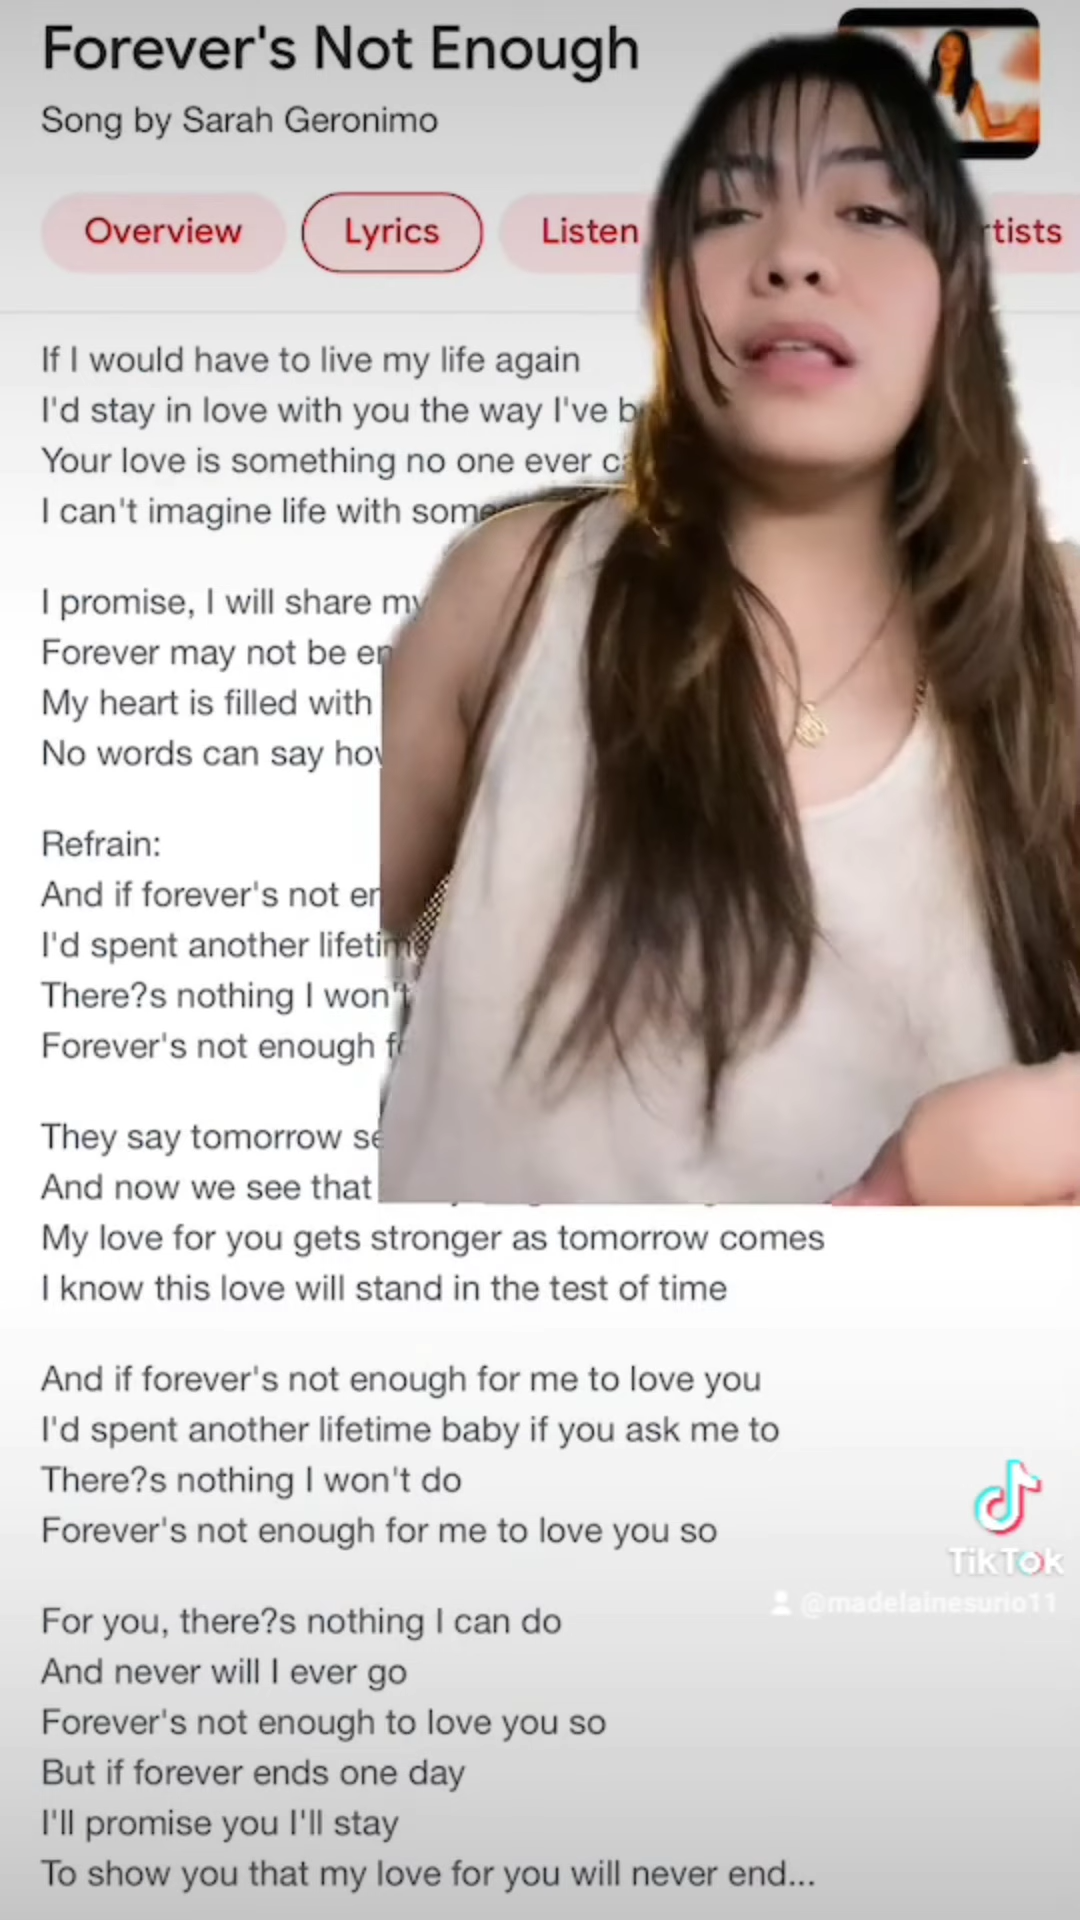 Forever's Not Enough
Song by Sarah Geronimo
Overview
Lyrics
Listen
tists
If I would have to live my life again
I'd stay in love with you the way I've b
Your love is something no one ever
I can't imagine life with some
I promise, I will share my
Forever may not be en
My heart is filled with
No words can say how
Refrain:
And if forever's not en
I'd spent another lifetime
There?s nothing I won't
Forever's not enough
They say tomorrow se
And now we see that
My love for you gets stronger as tomorrow comes
I know this love will stand in the test of time
And if forever's not enough for me to love you
I'd spent another lifetime baby if you ask me to
There?s nothing I won't do
Forever's not enough for me to love you so
TikTok
@madelainesurio11
For you, there?s nothing I can do
And never will I ever go
Forever's not enough to love you so
But if forever ends one day
I'll promise you I'll stay
To show you that my love for you will never end...